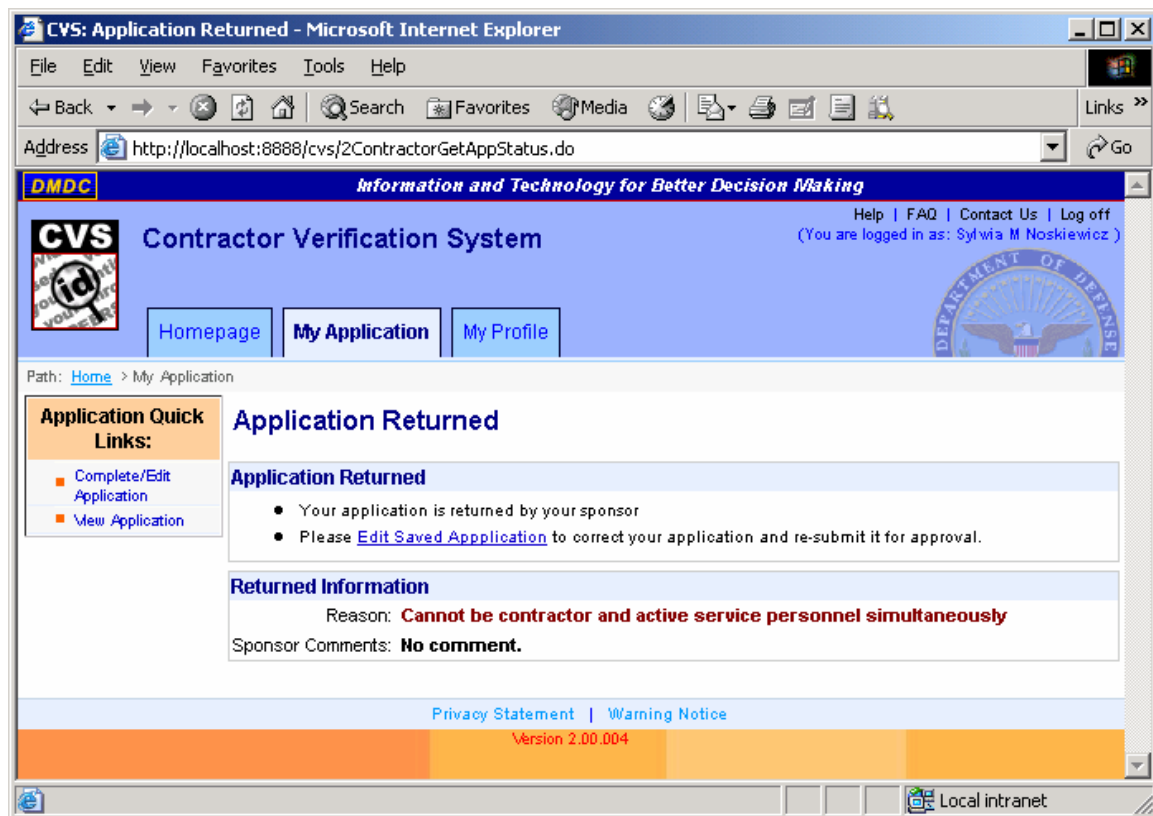 CVS: Application Returned - Microsoft Internet Explorer
File Edit View Favorites Tools Help
Back Search Favorites Media Links »
Address http://localhost:8888/cvs/2ContractorGetAppStatus.do Go
DMDC Information and Technology for Better Decision Making
Help | FAQ | Contact Us | Log off
(You are logged in as: Sylwia M Noskiewicz )
CVS Contractor Verification System
id
DEPARTMENT OF DEFENSE
Homepage My Application My Profile
Path: Home > My Application
Application Quick Links:
Complete/Edit Application
View Application
Application Returned
Application Returned
Your application is returned by your sponsor
Please Edit Saved Appplication to correct your application and re-submit it for approval.
Returned Information
Reason: Cannot be contractor and active service personnel simultaneously
Sponsor Comments: No comment.
Privacy Statement | Warning Notice
Version 2.00.004
Local intranet